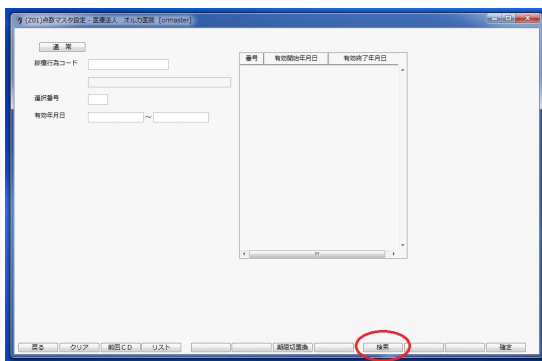 (Z01)点数マスタ設定 - 医療法人 オルカ医院 [ormaster]
通 常
診療行為コード
番号 有効開始年月日 有効終了年月日
選択番号
有効年月日 ～
戻る クリア 前回CD リスト 期限切置換 検索 確定